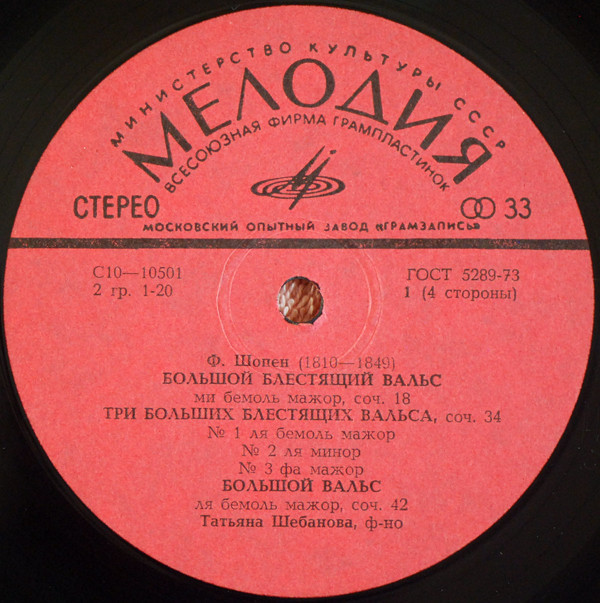 МИНИСТЕРСТВО КУЛЬТУРЫ СССР
МЕЛОДИЯ
ВСЕСОЮЗНАЯ ФИРМА ГРАМПЛАСТИНОК
СТЕРЕО
33
МОСКОВСКИЙ ОПЫТНЫЙ ЗАВОД «ГРАМЗАПИСЬ»
С10—10501
ГОСТ 5289-73
2 гр. 1-20
1 (4 стороны)
Ф. Шопен (1810—1849)
БОЛЬШОЙ БЛЕСТЯЩИЙ ВАЛЬС
ми бемоль мажор, соч. 18
ТРИ БОЛЬШИХ БЛЕСТЯЩИХ ВАЛЬСА, соч. 34
№ 1 ля бемоль мажор
№ 2 ля минор
№ 3 фа мажор
БОЛЬШОЙ ВАЛЬС
ля бемоль мажор, соч. 42
Татьяна Шебанова, ф-но